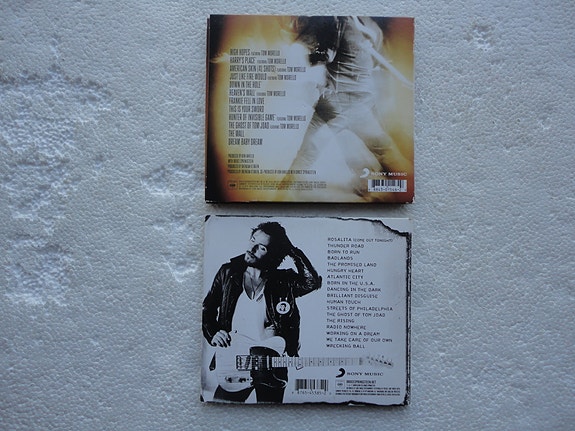 HIGH HOPES FEATURING TOM MORELLO
HARRY'S PLACE FEATURING TOM MORELLO
AMERICAN SKIN (41 SHOTS) FEATURING TOM MORELLO
JUST LIKE FIRE WOULD FEATURING TOM MORELLO
DOWN IN THE HOLE
HEAVEN'S WALL FEATURING TOM MORELLO
FRANKIE FELL IN LOVE
THIS IS YOUR SWORD
HUNTER OF INVISIBLE GAME FEATURING TOM MORELLO
THE GHOST OF TOM JOAD FEATURING TOM MORELLO
THE WALL
DREAM BABY DREAM
SONY MUSIC
ROSALITA (COME OUT TONIGHT)
THUNDER ROAD
BORN TO RUN
BADLANDS
THE PROMISED LAND
HUNGRY HEART
ATLANTIC CITY
BORN IN THE U.S.A.
DANCING IN THE DARK
BRILLIANT DISGUISE
HUMAN TOUCH
STREETS OF PHILADELPHIA
THE GHOST OF TOM JOAD
THE RISING
RADIO NOWHERE
WORKING ON A DREAM
WE TAKE CARE OF OUR OWN
WRECKING BALL
SONY MUSIC